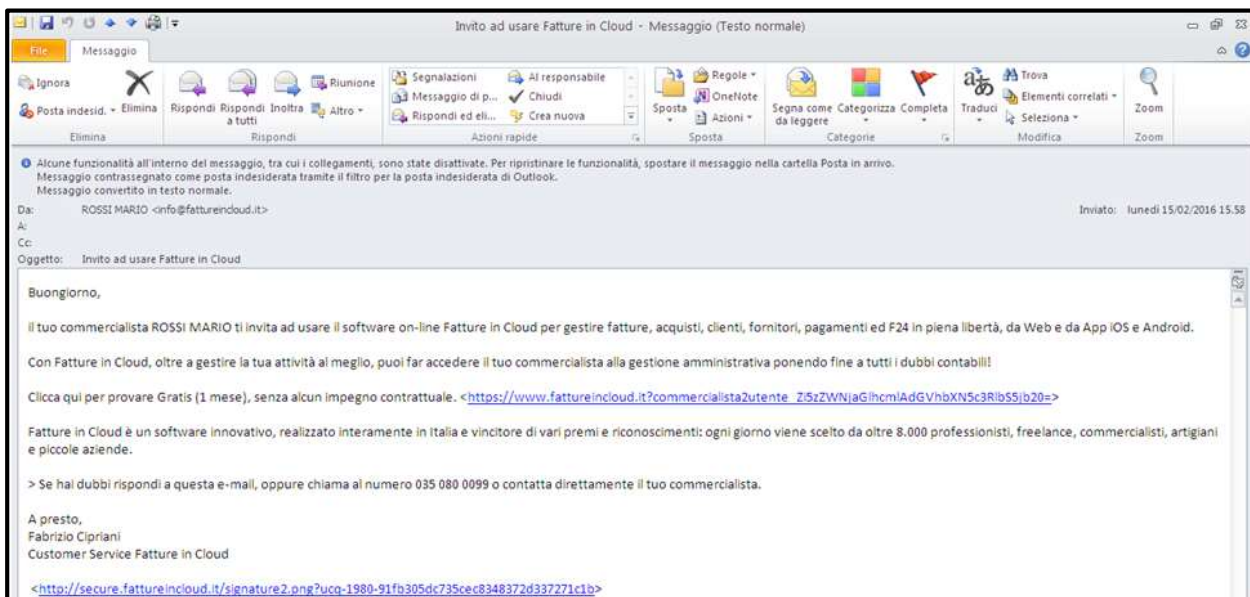 Invito ad usare Fatture in Cloud - Messaggio (Testo normale)
File Messaggio
Ignora
Posta indesid.
Elimina
Rispondi
Rispondi a tutti
Inoltra
Riunione
Altro
Segnalazioni
Messaggio di p...
Rispondi ed eli...
Al responsabile
Chiudi
Crea nuova
Sposta
Regole
OneNote
Azioni
Segna come da leggere
Categorizza
Completa
Traduci
Trova
Elementi correlati
Seleziona
Zoom
Elimina Rispondi Azioni rapide Sposta Categorie Modifica Zoom
Alcune funzionalità all'interno del messaggio, tra cui i collegamenti, sono state disattivate. Per ripristinare le funzionalità, spostare il messaggio nella cartella Posta in arrivo.
Messaggio contrassegnato come posta indesiderata tramite il filtro per la posta indesiderata di Outlook.
Messaggio convertito in testo normale.
Da: ROSSI MARIO <info@fattureincloud.it> Inviato: lunedì 15/02/2016 15.58
A:
Cc:
Oggetto: Invito ad usare Fatture in Cloud
Buongiorno,
il tuo commercialista ROSSI MARIO ti invita ad usare il software on-line Fatture in Cloud per gestire fatture, acquisti, clienti, fornitori, pagamenti ed F24 in piena libertà, da Web e da App iOS e Android.
Con Fatture in Cloud, oltre a gestire la tua attività al meglio, puoi far accedere il tuo commercialista alla gestione amministrativa ponendo fine a tutti i dubbi contabili!
Clicca qui per provare Gratis (1 mese), senza alcun impegno contrattuale. <https://www.fattureincloud.it?commercialista2utente_Zi5zZWNjaGlhcmlAdGVhbXN5c3RlbS5jb20=>
Fatture in Cloud è un software innovativo, realizzato interamente in Italia e vincitore di vari premi e riconoscimenti: ogni giorno viene scelto da oltre 8.000 professionisti, freelance, commercialisti, artigiani
e piccole aziende.
> Se hai dubbi rispondi a questa e-mail, oppure chiama al numero 035 080 0099 o contatta direttamente il tuo commercialista.
A presto,
Fabrizio Cipriani
Customer Service Fatture in Cloud
<http://secure.fattureincloud.it/signature2.png?ucq-1980-91fb305dc735cec8348372d337271c1b>